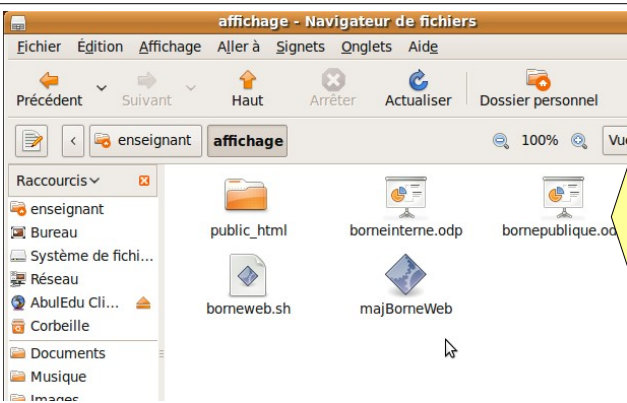 affichage - Navigateur de fichiers
Fichier Édition Affichage Aller à Signets Onglets Aide
Précédent Suivant Haut Arrêter Actualiser Dossier personnel
enseignant affichage 100% Vue
Raccourcis
enseignant
Bureau
Système de fichi...
Réseau
AbulEdu Cli...
Corbeille
Documents
Musique
Images
public_html borneinterne.odp bornepublique.od
borneweb.sh majBorneWeb